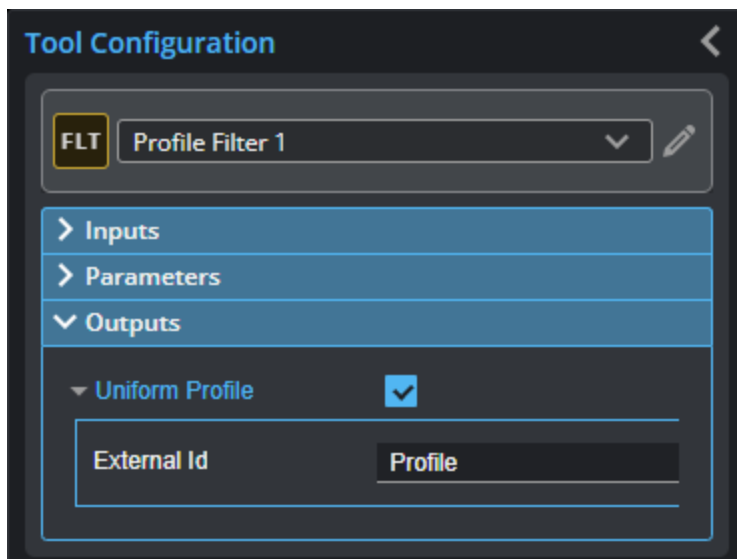 Tool Configuration
FLT Profile Filter 1
Inputs
Parameters
Outputs
Uniform Profile
External Id Profile